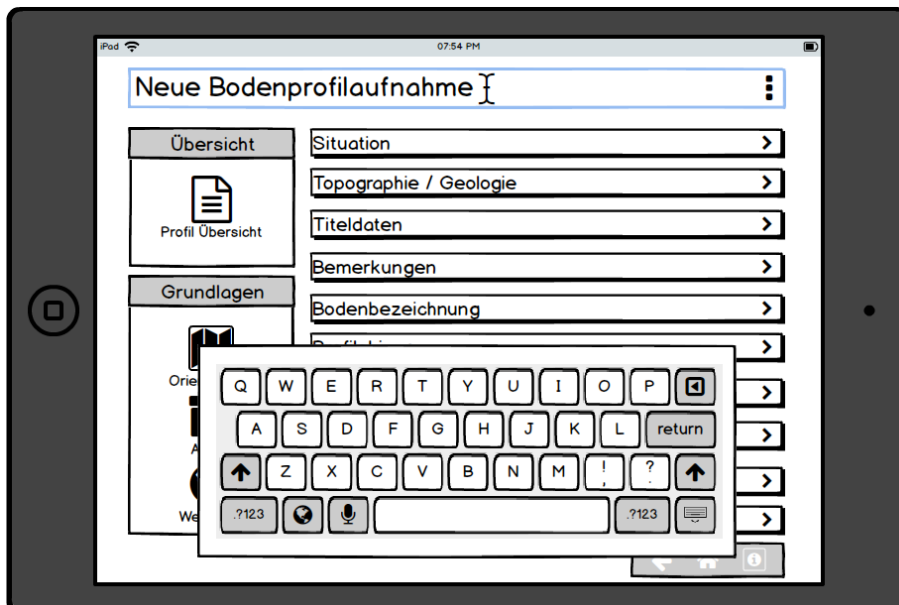 iPad 07:54 PM
Neue Bodenprofilaufnahme
Übersicht
Profil Übersicht
Grundlagen
Situation
Topographie / Geologie
Titeldaten
Bemerkungen
Bodenbezeichnung
Q W E R T Y U I O P
A S D F G H J K L return
Z X C V B N M ! , ? .
.?123 .?123